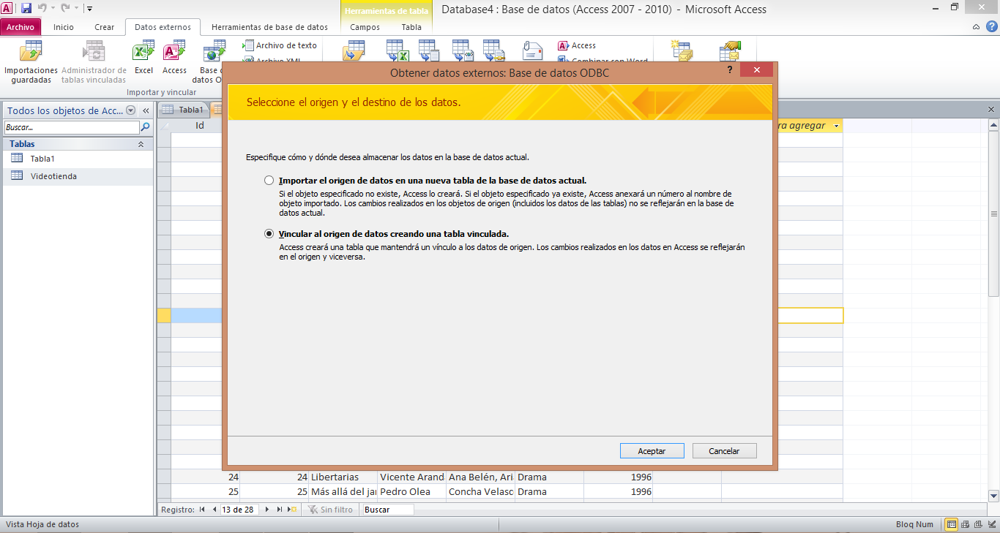 Herramientas de tabla
Database4 : Base de datos (Access 2007 - 2010) - Microsoft Access
Archivo
Inicio
Crear
Datos externos
Herramientas de base de datos
Campos
Tabla
Importaciones
guardadas
Administrador de
tablas vinculadas
Excel
Access
Base
datos O
Archivo de texto
Archivo XML
Access
Combinar con Word
Importar y vincular
Obtener datos externos: Base de datos ODBC
?
Seleccione el origen y el destino de los datos.
Especifique cómo y dónde desea almacenar los datos en la base de datos actual.
Importar el origen de datos en una nueva tabla de la base de datos actual.
Si el objeto especificado no existe, Access lo creará. Si el objeto especificado ya existe, Access anexará un número al nombre de
objeto importado. Los cambios realizados en los objetos de origen (incluidos los datos de las tablas) no se reflejarán en la base de
datos actual.
Vincular al origen de datos creando una tabla vinculada.
Access creará una tabla que mantendrá un vínculo a los datos de origen. Los cambios realizados en los datos en Access se reflejarán
en el origen y viceversa.
Aceptar
Cancelar
Todos los objetos de Acc...
Buscar...
Tablas
Tabla1
Videotienda
Tabla1
Id
ra agregar
24 24 Libertarias Vicente Arand Ana Belén, Ari Drama 1996
25 25 Más allá del jar Pedro Olea Concha Velasc Drama 1996
Registro: 13 de 28 Sin filtro Buscar
Vista Hoja de datos
Bloq Num